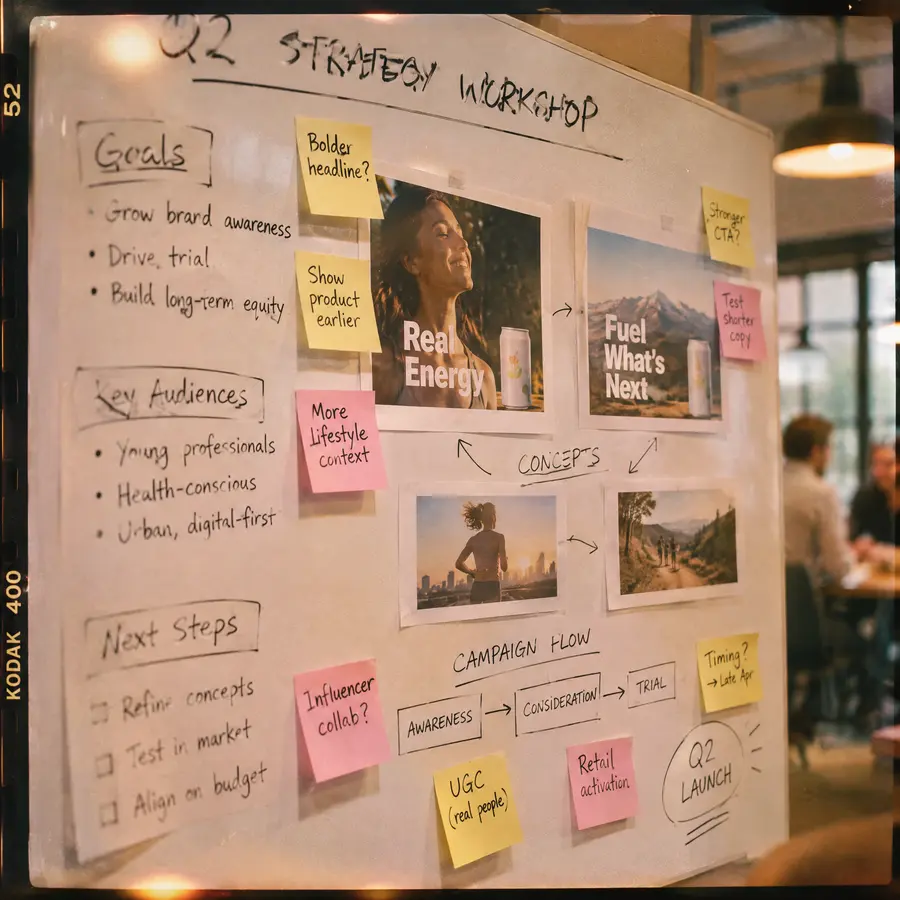 Q2 STRATEGY WORKSHOP
Goals
• Grow brand awareness
• Drive trial
• Build long-term equity
Key Audiences
• Young professionals
• Health-conscious
• Urban, digital-first
Next Steps
Refine concepts
Test in market
Align on budget
Bolder
headline?
Show
product
earlier
More
Lifestyle
context
Influencer
collab?
Real
Energy
Fuel
What's
Next
Stronger
CTA?
Test
shorter
copy
CONCEPTS
CAMPAIGN FLOW
AWARENESS → CONSIDERATION → TRIAL
Timing?
→ Late Apr
UGC
(real people)
Retail
activation
Q2
LAUNCH
52
KODAK 400